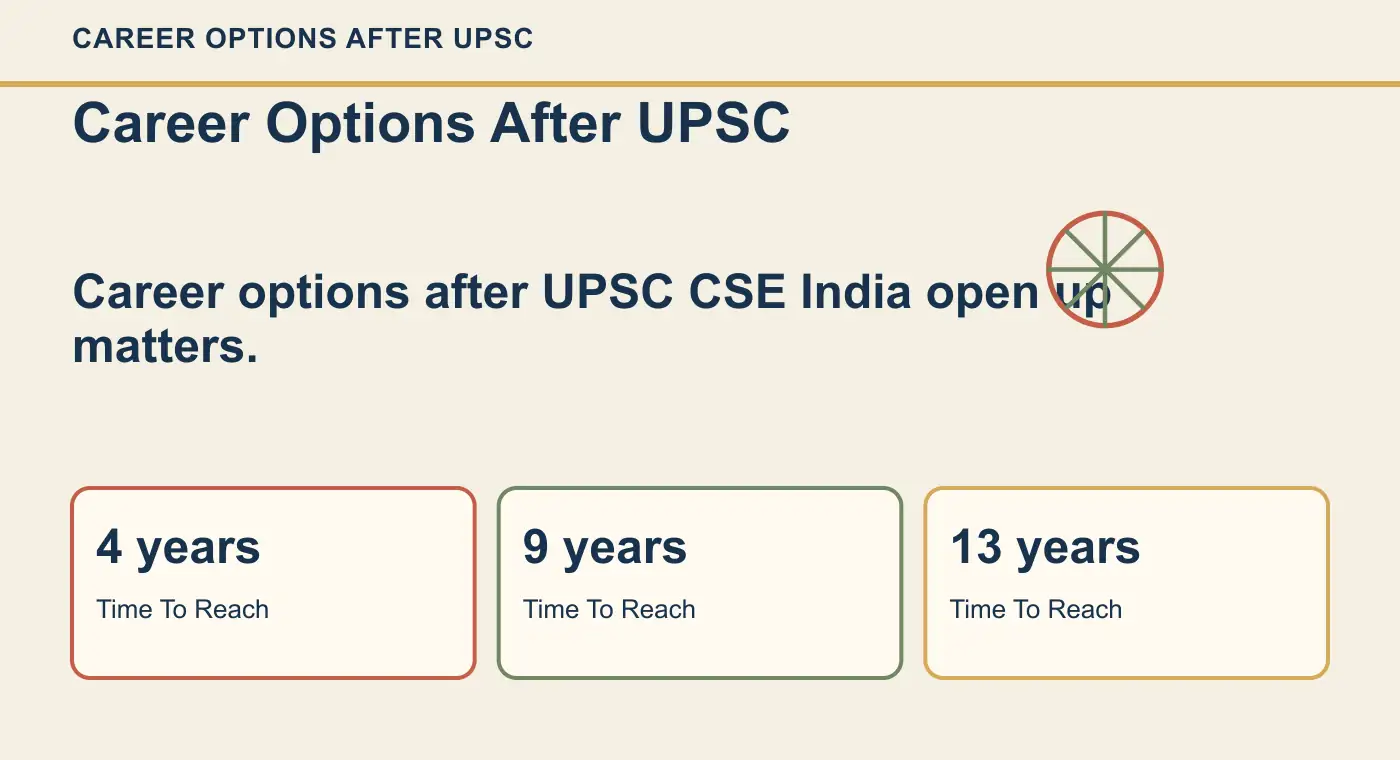 CAREER OPTIONS AFTER UPSC
Career Options After UPSC
Career options after UPSC CSE India open up
matters.
4 years
Time To Reach
9 years
Time To Reach
13 years
Time To Reach